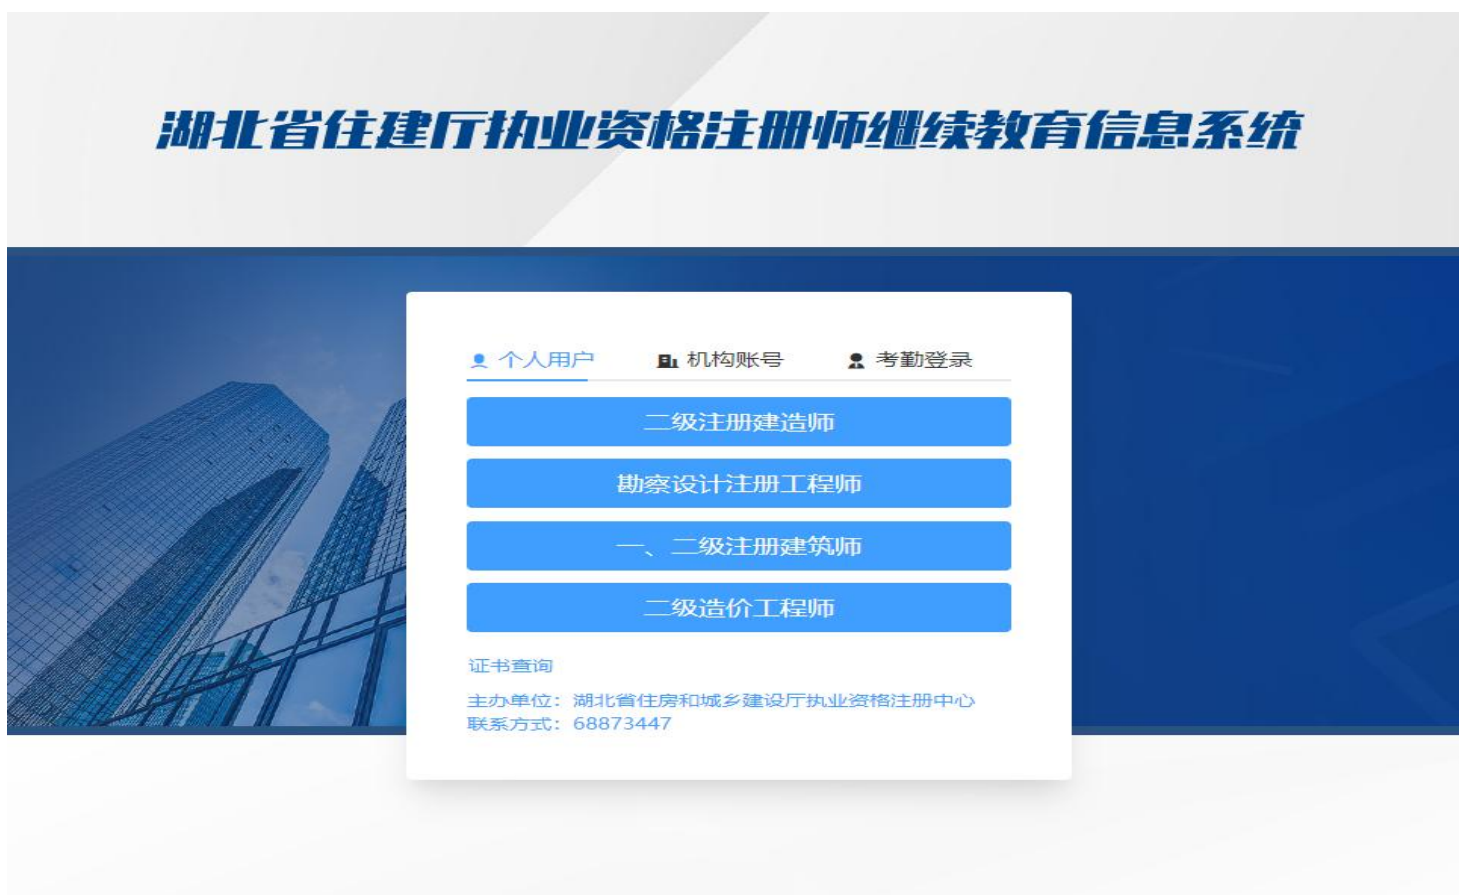 湖北省住建厅执业资格注册师继续教育信息系统
个人用户 机构账号 考勤登录
二级注册建造师
勘察设计注册工程师
一、二级注册建筑师
二级造价工程师
证书查询
主办单位：湖北省住房和城乡建设厅执业资格注册中心
联系方式：68873447